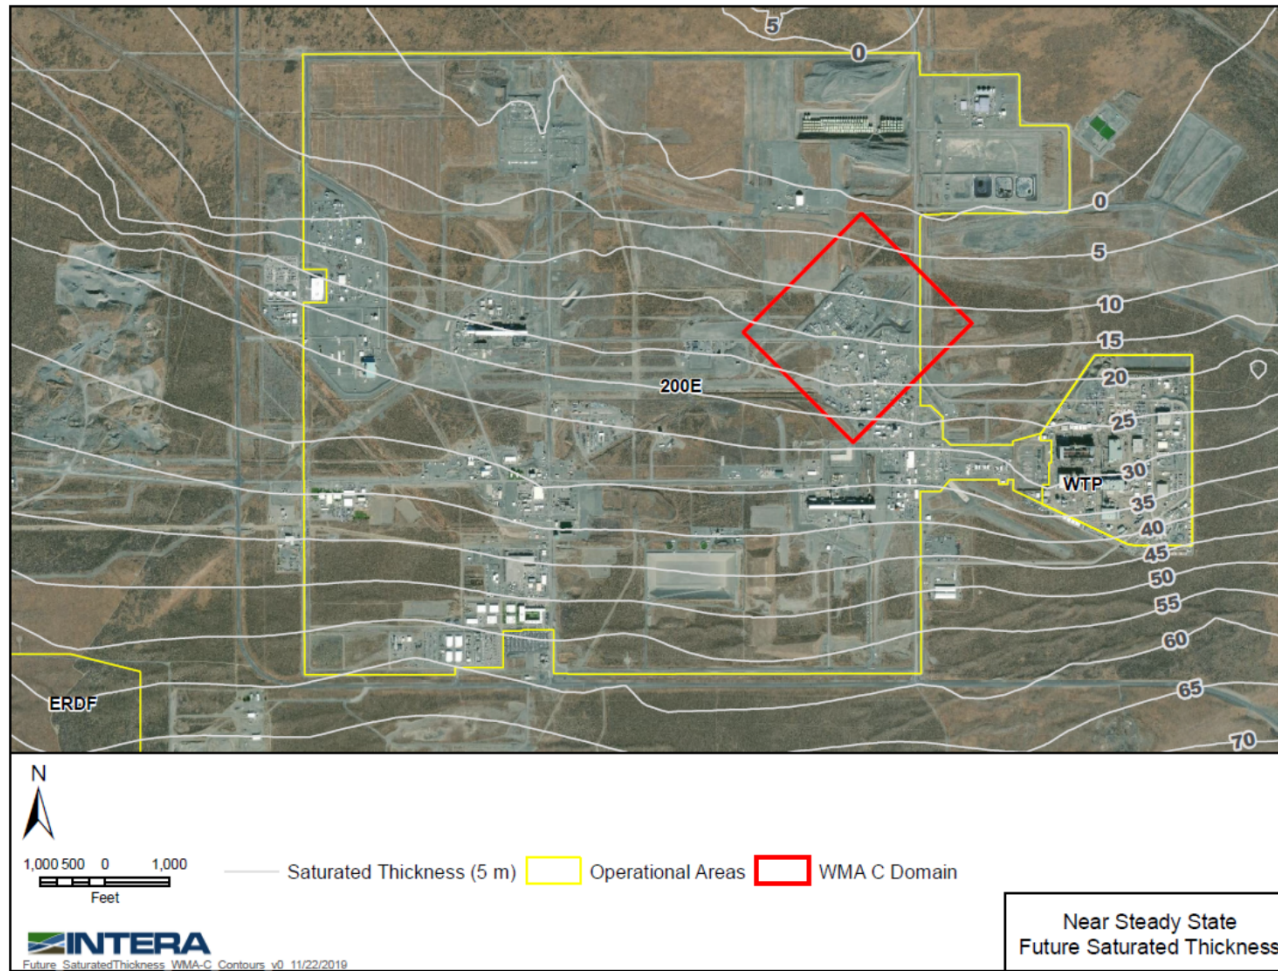 5
0
0
5
10
15
20
200E
25
30
WTP
35
40
45
50
55
60
65
ERDF
70
N
1,000 500 0 1,000
Feet
Saturated Thickness (5 m)
Operational Areas
WMA C Domain
INTERA
Future_SaturatedThickness_WMA-C_Contours_v0_11/22/2019
Near Steady State
Future Saturated Thickness